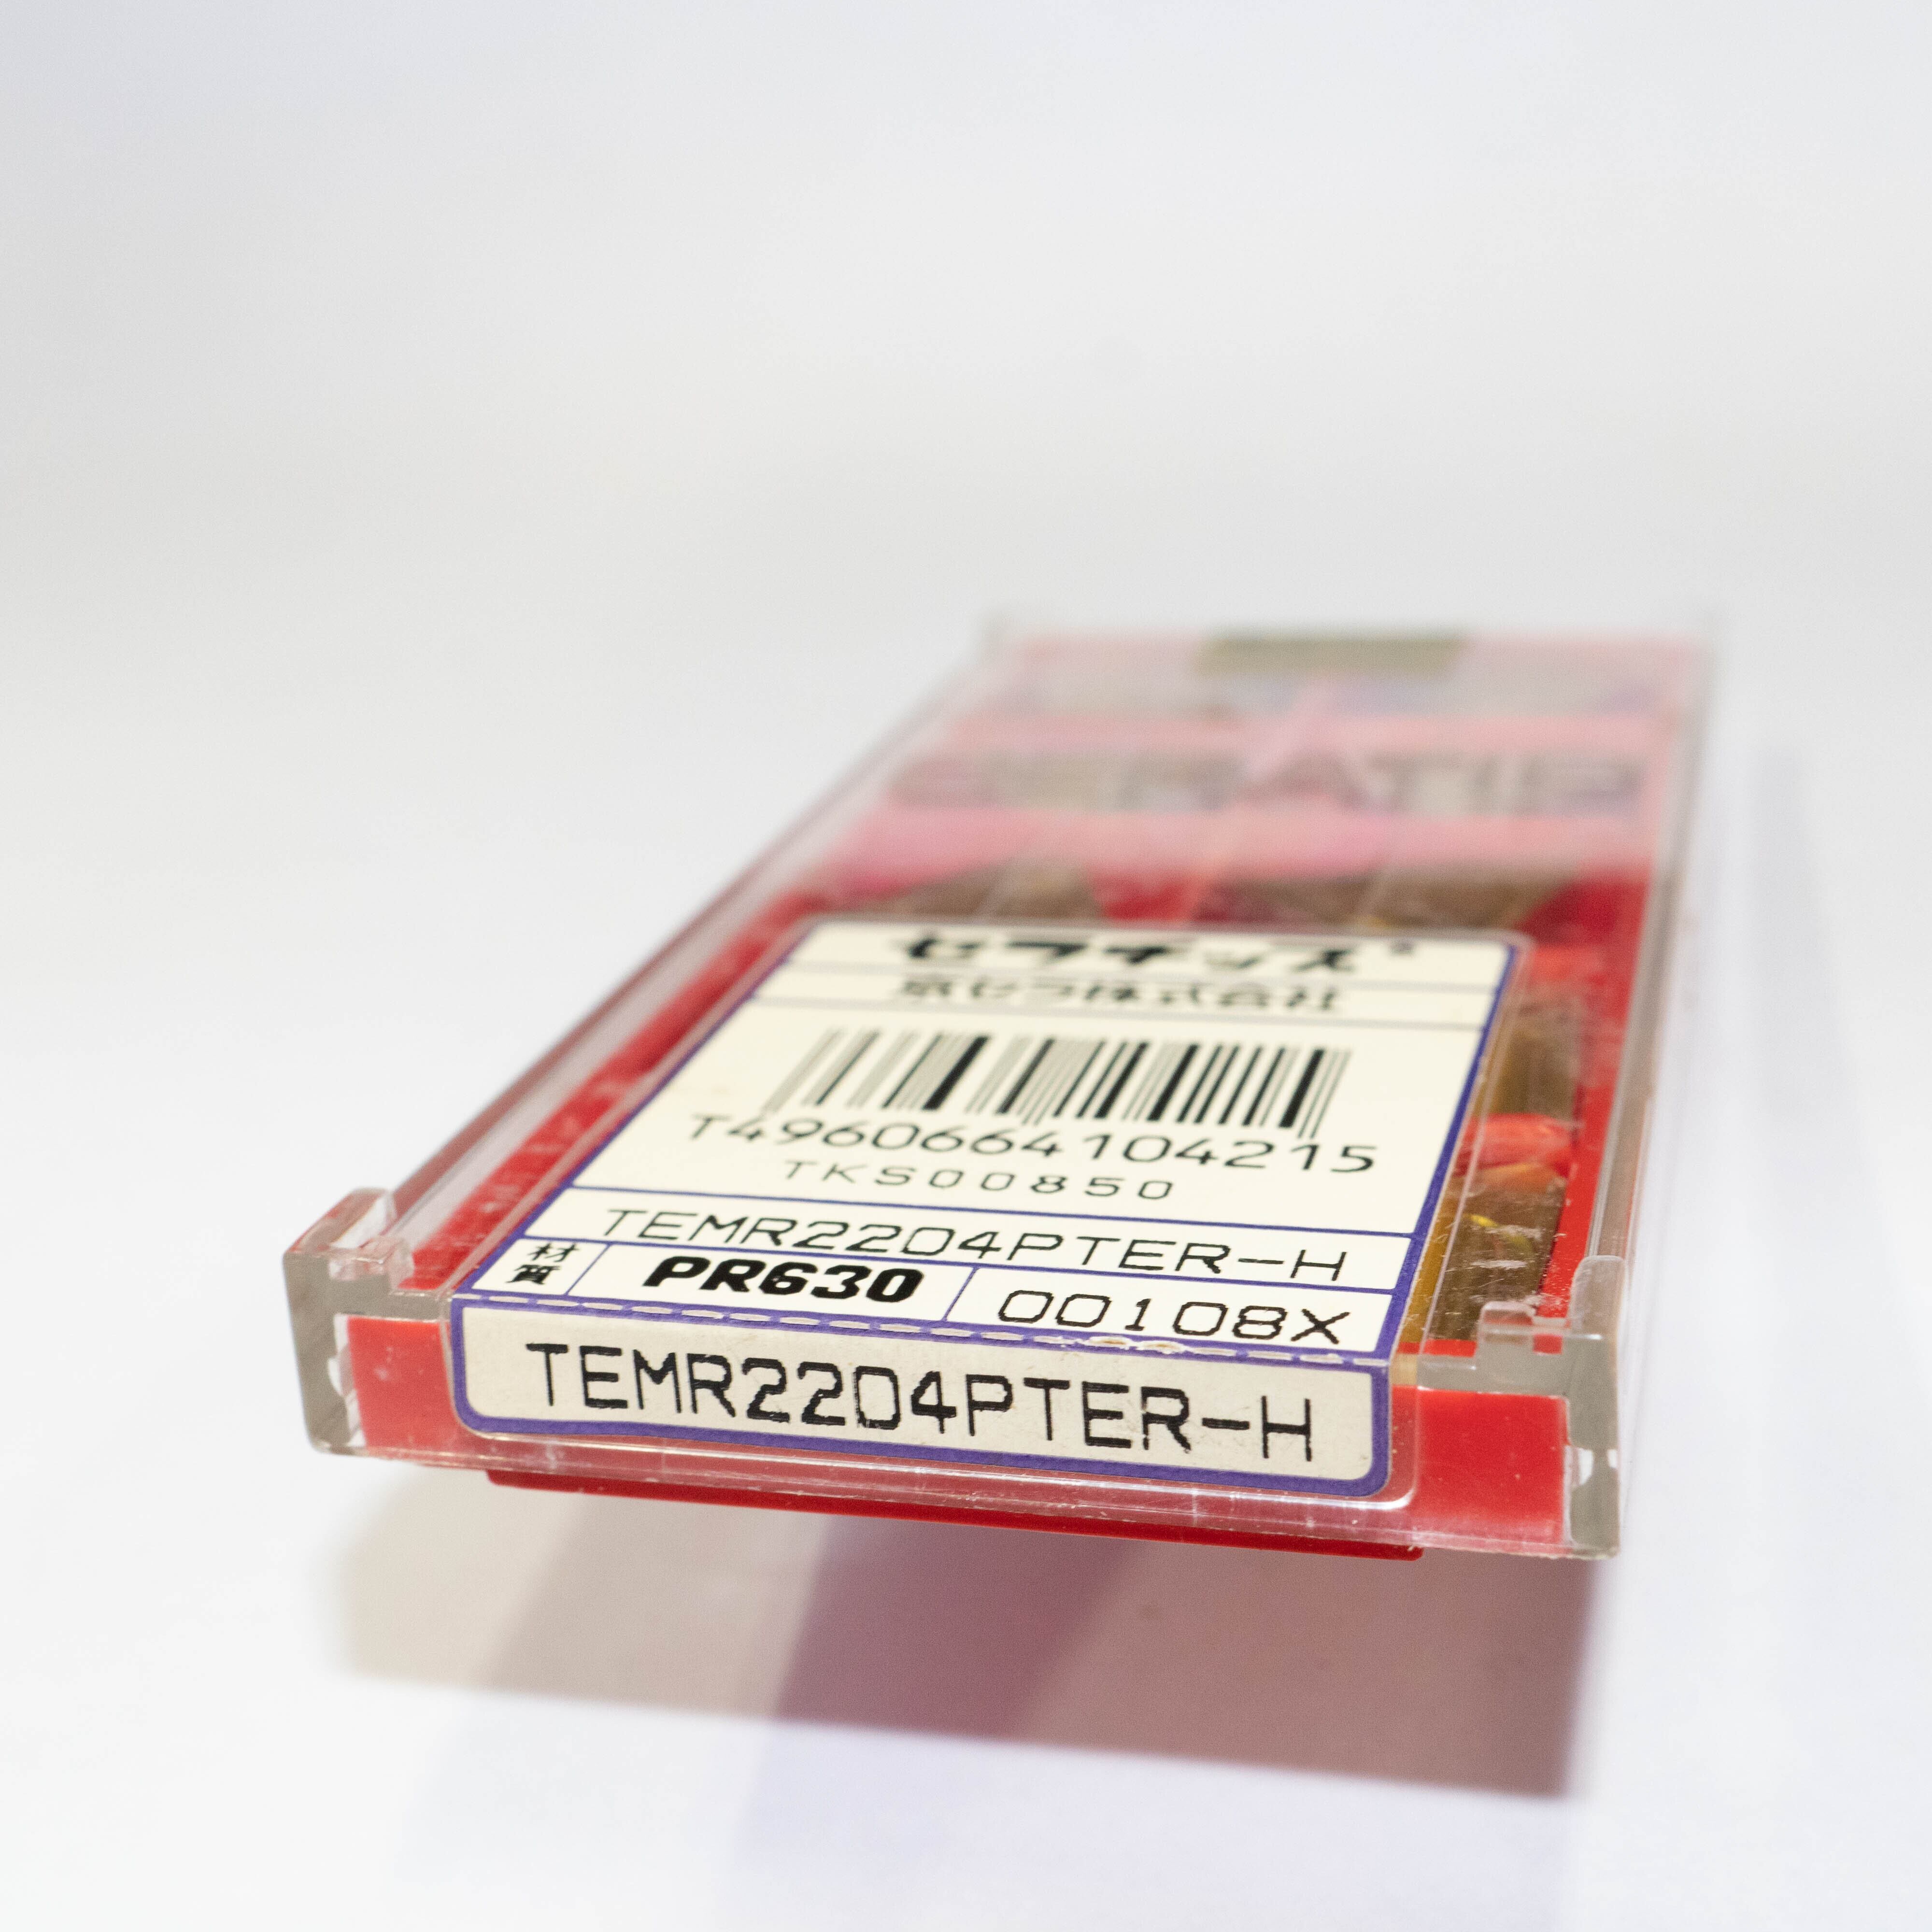 CERATIP
セラチップ®
京セラ株式会社
T4960664104215
TKS00850
TEMR2204PTER-H
材質 PR630 00108X
TEMR2204PTER-H